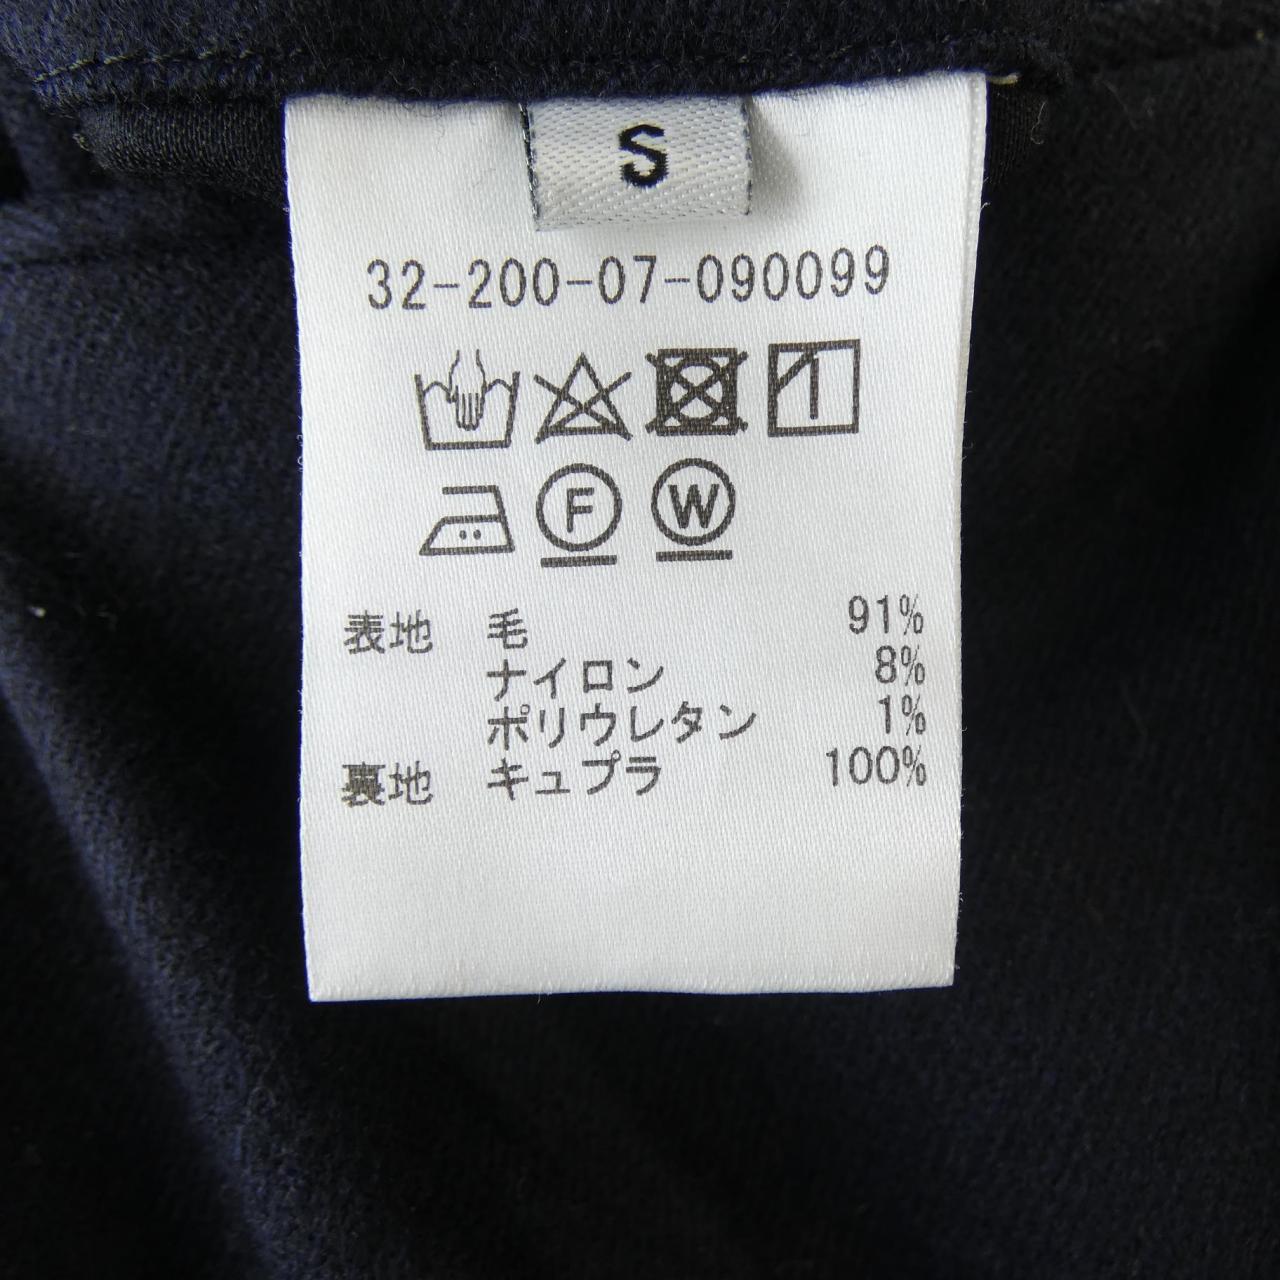 S
32-200-07-090099
F W
表地 毛 91%
ナイロン 8%
ポリウレタン 1%
裏地 キュプラ 100%